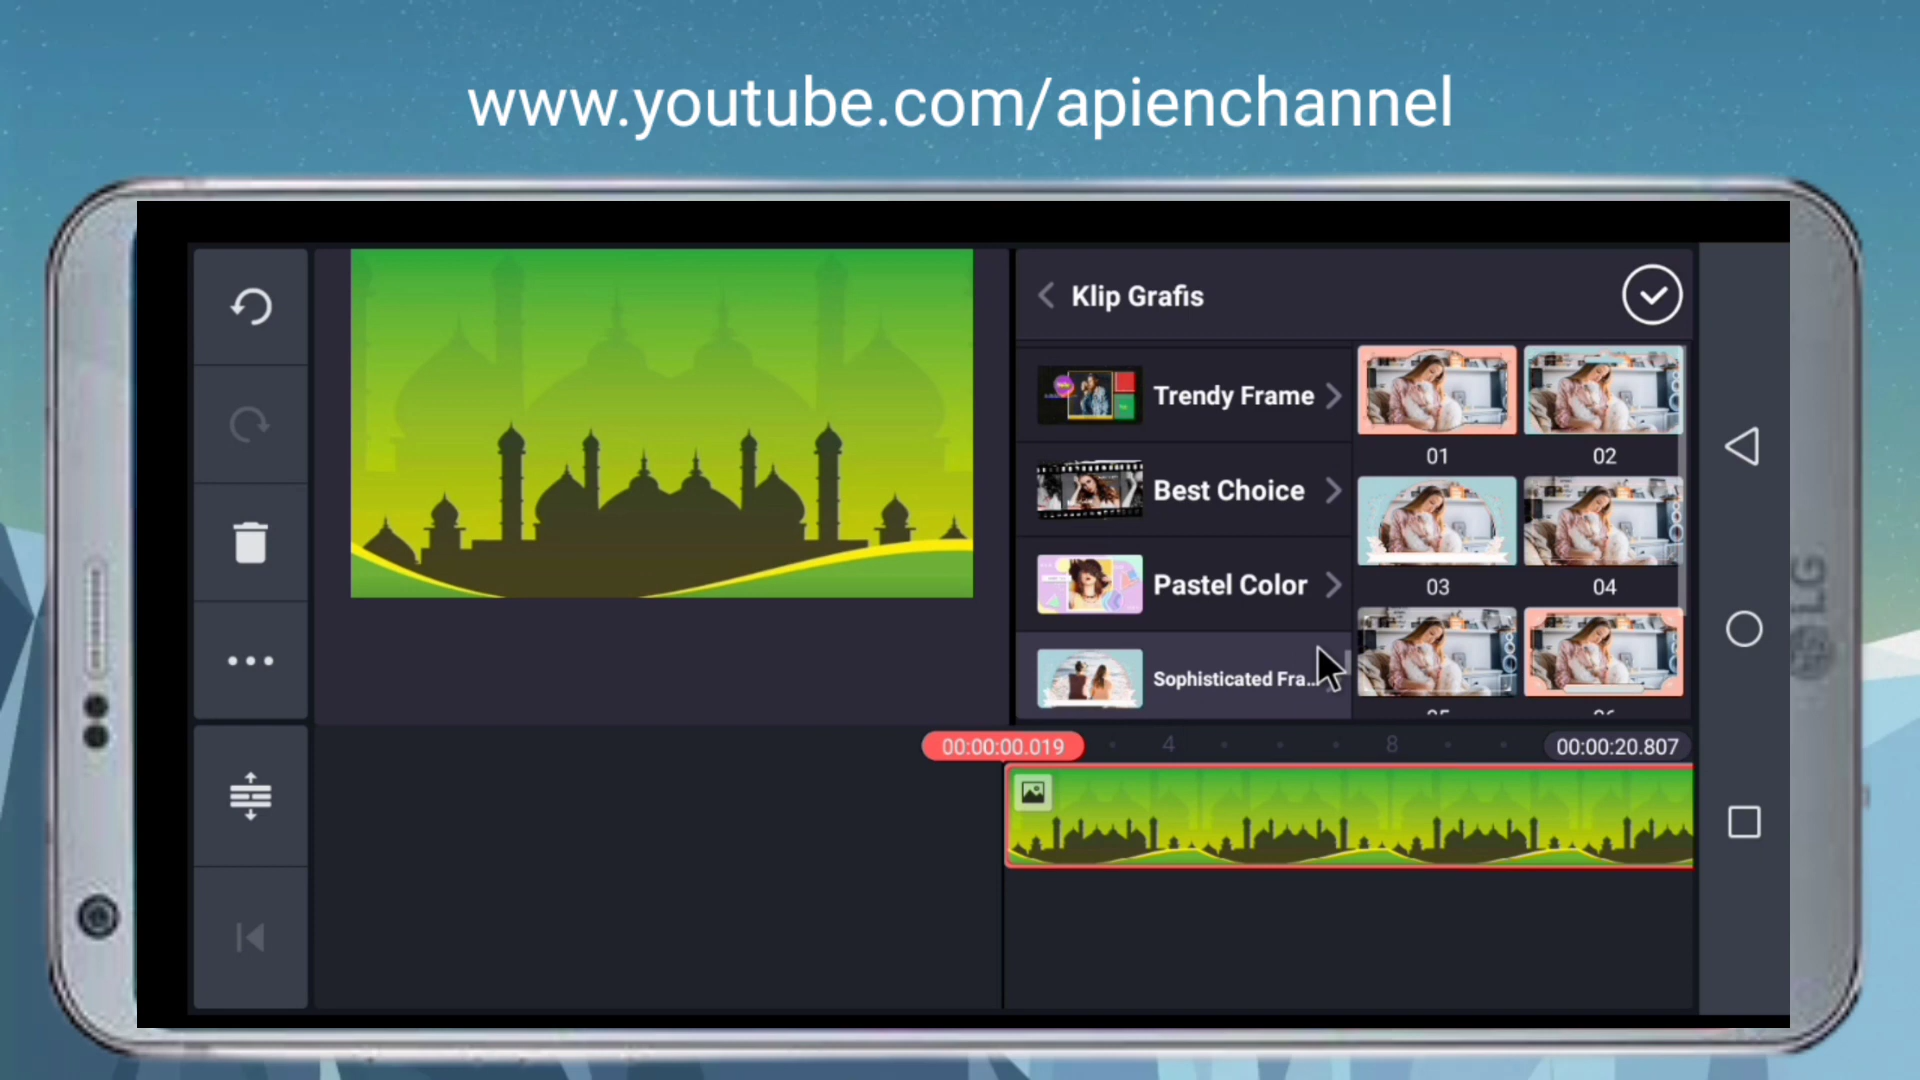 www.youtube.com/apienchannel
Klip Grafis
Trendy Frame
01
02
Best Choice
03
04
Pastel Color
Sophisticated Fra...
00:00:00.019
4
8
00:00:20.807
LG